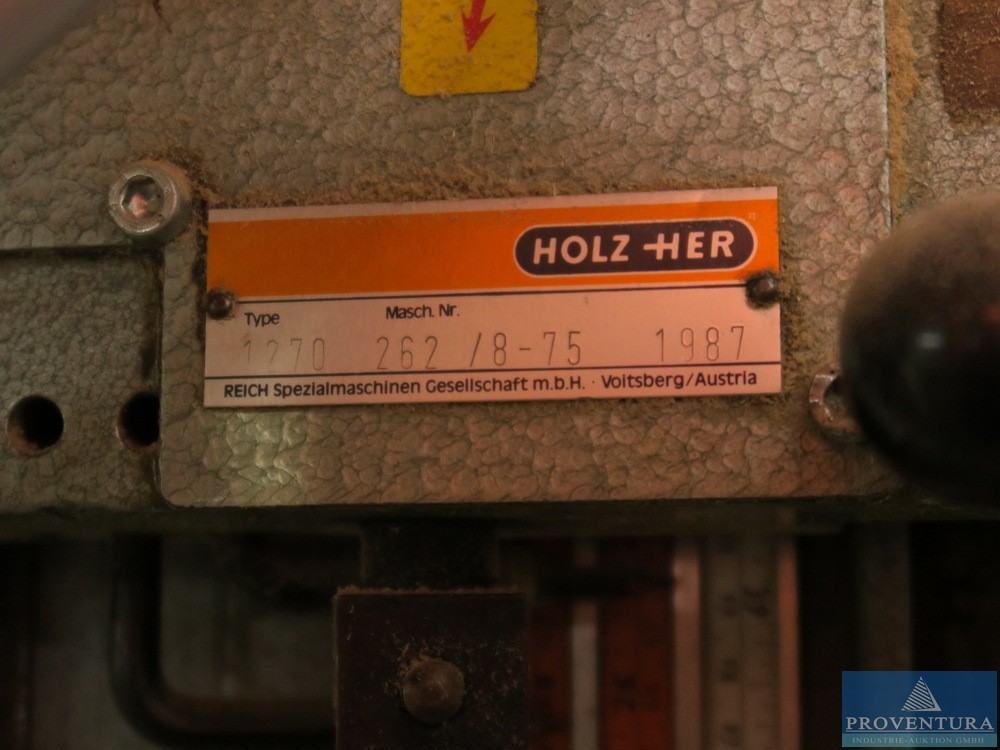 HOLZ-HER
Type Masch. Nr.
1270 262 /8-75 1987
REICH Spezialmaschinen Gesellschaft m.b.H. · Voitsberg/Austria
PROVENTURA
INDUSTRIE-AUKTION GMBH